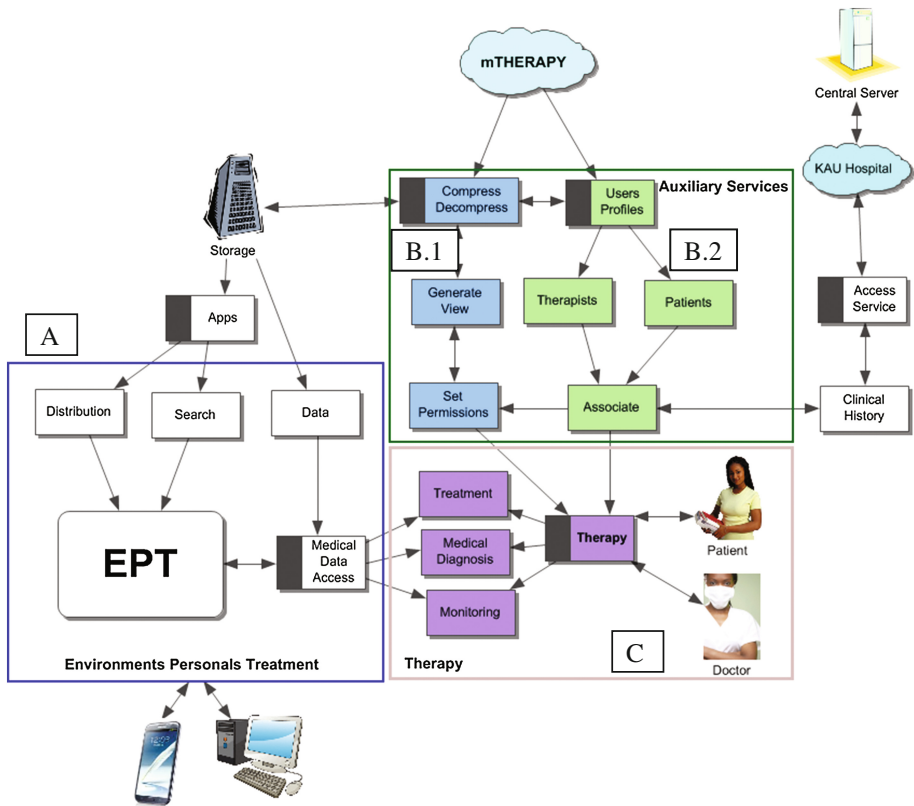 mTHERAPY
Central Server
KAU Hospital
Auxiliary Services
Compress
Decompress
Users
Profiles
Storage
B.1
B.2
Generate
View
Therapists
Patients
Access
Service
Apps
A
Distribution
Search
Data
Set
Permissions
Associate
Clinical
History
Treatment
Therapy
Patient
EPT
Medical
Data
Access
Medical
Diagnosis
Monitoring
C
Environments Personals Treatment
Therapy
Doctor